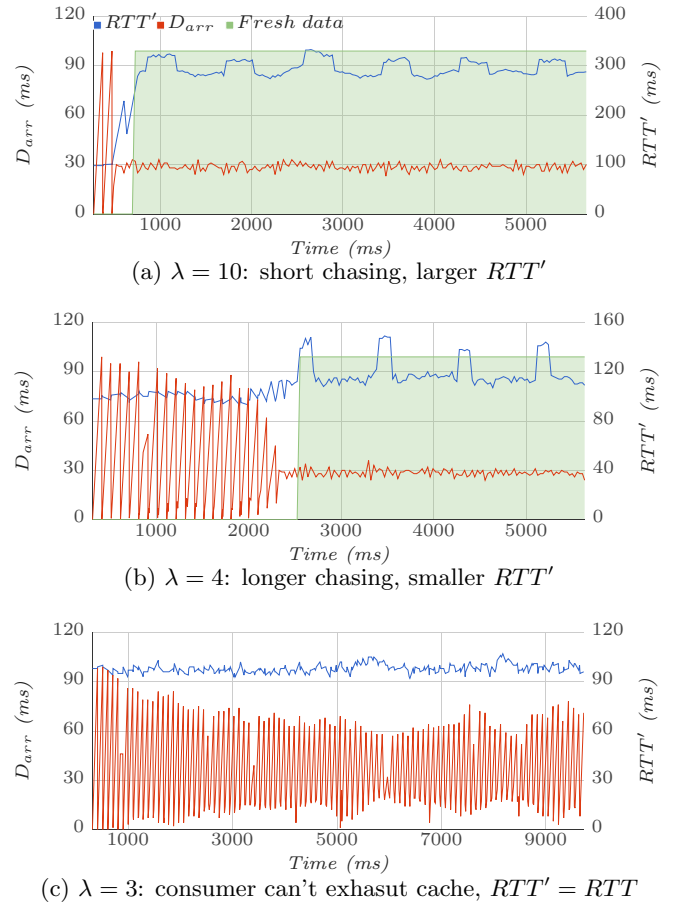 RTT′ D_arr Fresh data
120 400
90 300
60 200
30 100
0 0
D_arr (ms) RTT′ (ms)
1000 2000 3000 4000 5000
Time (ms)
(a) λ = 10: short chasing, larger RTT′
120 160
90 120
60 80
30 40
0 0
D_arr (ms) RTT′ (ms)
1000 2000 3000 4000 5000
Time (ms)
(b) λ = 4: longer chasing, smaller RTT′
120 120
90 90
60 60
30 30
0 0
D_arr (ms) RTT′ (ms)
1000 3000 5000 7000 9000
Time (ms)
(c) λ = 3: consumer can't exhasut cache, RTT′ = RTT